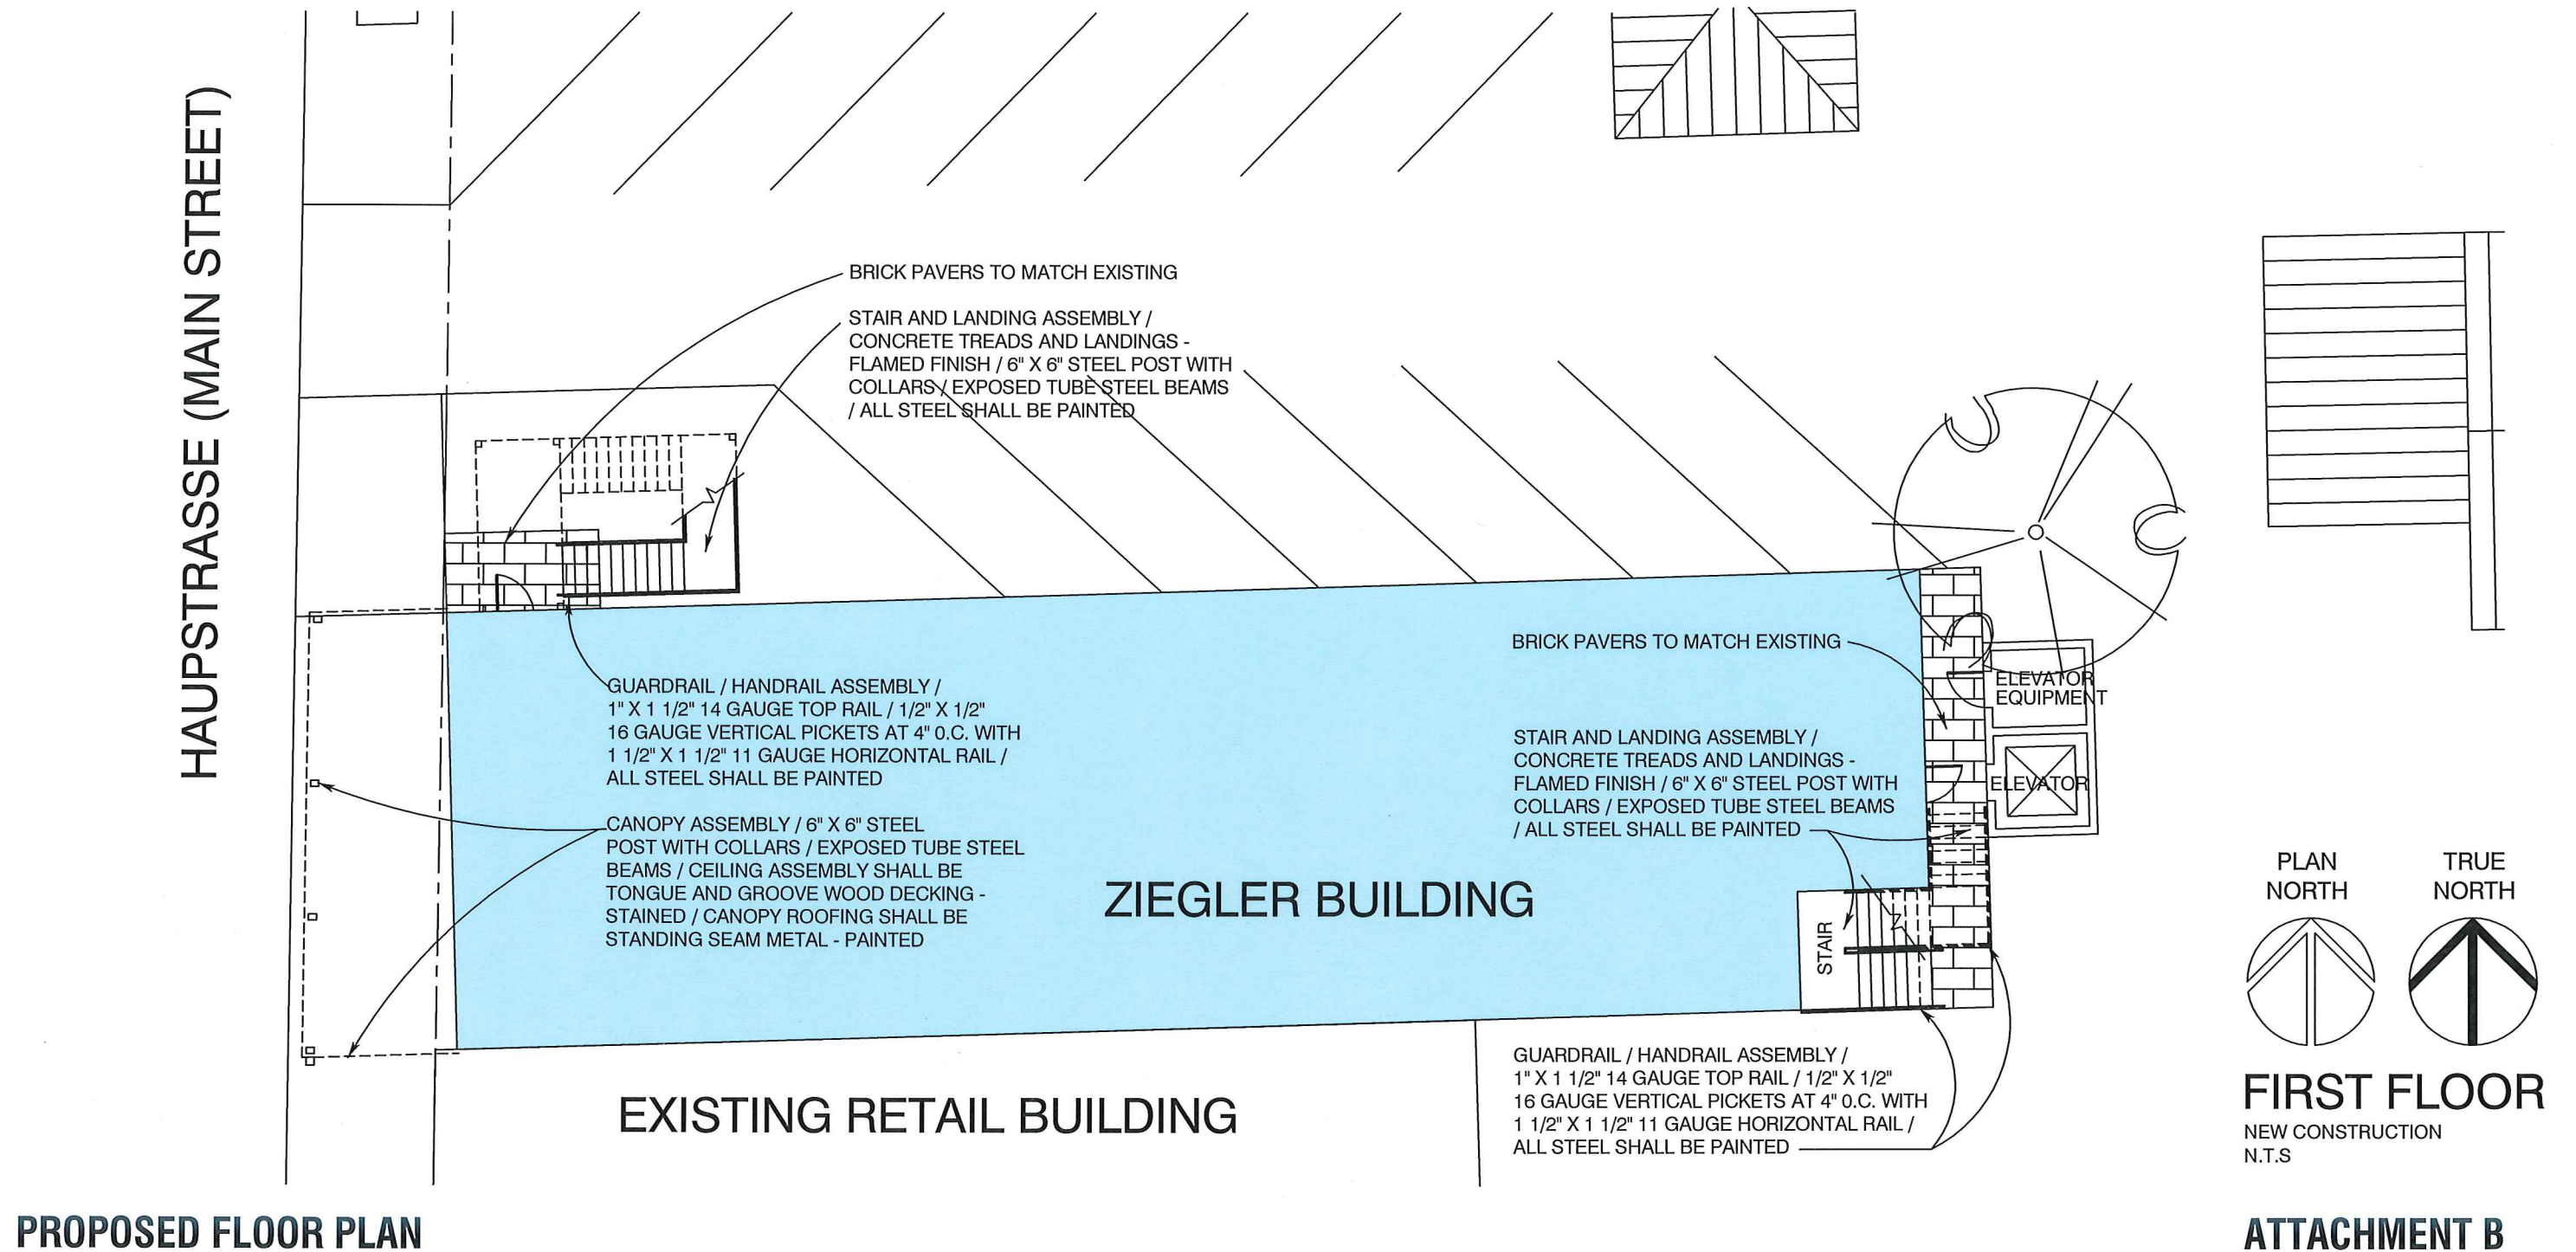 HAUPSTRASSE (MAIN STREET)
BRICK PAVERS TO MATCH EXISTING
STAIR AND LANDING ASSEMBLY /
CONCRETE TREADS AND LANDINGS -
FLAMED FINISH / 6" X 6" STEEL POST WITH
COLLARS / EXPOSED TUBE STEEL BEAMS
/ ALL STEEL SHALL BE PAINTED
GUARDRAIL / HANDRAIL ASSEMBLY /
1" X 1 1/2" 14 GAUGE TOP RAIL / 1/2" X 1/2"
16 GAUGE VERTICAL PICKETS AT 4" O.C. WITH
1 1/2" X 1 1/2" 11 GAUGE HORIZONTAL RAIL /
ALL STEEL SHALL BE PAINTED
CANOPY ASSEMBLY / 6" X 6" STEEL
POST WITH COLLARS / EXPOSED TUBE STEEL
BEAMS / CEILING ASSEMBLY SHALL BE
TONGUE AND GROOVE WOOD DECKING -
STAINED / CANOPY ROOFING SHALL BE
STANDING SEAM METAL - PAINTED
ZIEGLER BUILDING
BRICK PAVERS TO MATCH EXISTING
STAIR AND LANDING ASSEMBLY /
CONCRETE TREADS AND LANDINGS -
FLAMED FINISH / 6" X 6" STEEL POST WITH
COLLARS / EXPOSED TUBE STEEL BEAMS
/ ALL STEEL SHALL BE PAINTED
ELEVATOR
EQUIPMENT
ELEVATOR
STAIR
EXISTING RETAIL BUILDING
GUARDRAIL / HANDRAIL ASSEMBLY /
1" X 1 1/2" 14 GAUGE TOP RAIL / 1/2" X 1/2"
16 GAUGE VERTICAL PICKETS AT 4" O.C. WITH
1 1/2" X 1 1/2" 11 GAUGE HORIZONTAL RAIL /
ALL STEEL SHALL BE PAINTED
PLAN
NORTH
TRUE
NORTH
FIRST FLOOR
NEW CONSTRUCTION
N.T.S
PROPOSED FLOOR PLAN
ATTACHMENT B